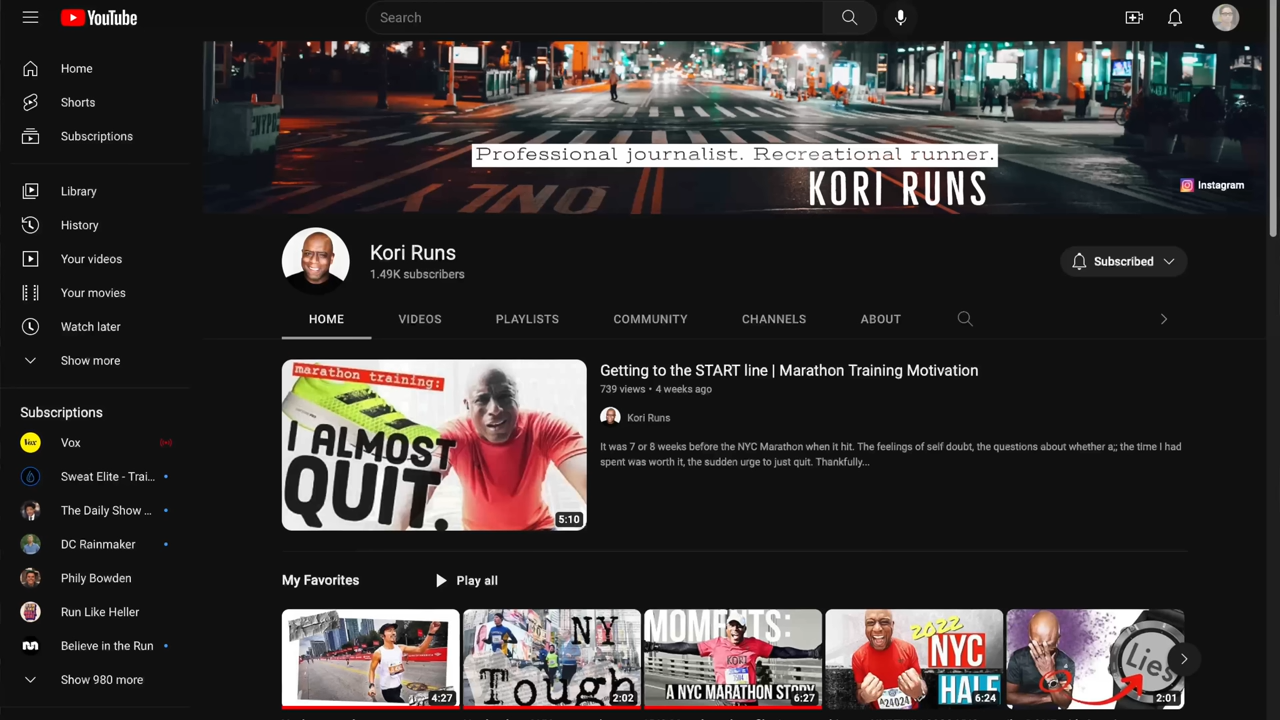 YouTube
Search
Home
Shorts
Subscriptions
Library
History
Your videos
Your movies
Watch later
Show more
Subscriptions
Vox
Sweat Elite - Trai...
The Daily Show ...
DC Rainmaker
Phily Bowden
Run Like Heller
Believe in the Run
Show 980 more
Professional journalist. Recreational runner.
KORI RUNS
Instagram
ONLY
Kori Runs
1.49K subscribers
Subscribed
HOME VIDEOS PLAYLISTS COMMUNITY CHANNELS ABOUT
marathon training:
I ALMOST
QUIT.
5:10
Getting to the START line | Marathon Training Motivation
739 views • 4 weeks ago
Kori Runs
It was 7 or 8 weeks before the NYC Marathon when it hit. The feelings of self doubt, the questions about whether a;; the time I had
spent was worth it, the sudden urge to just quit. Thankfully...
My Favorites Play all
4:27
NY
Tough
2:02
MOMENTS:
KORI
A NYC MARATHON STORY
6:27
2022
NYC
HALF
A24024
6:24
Lies
2:01